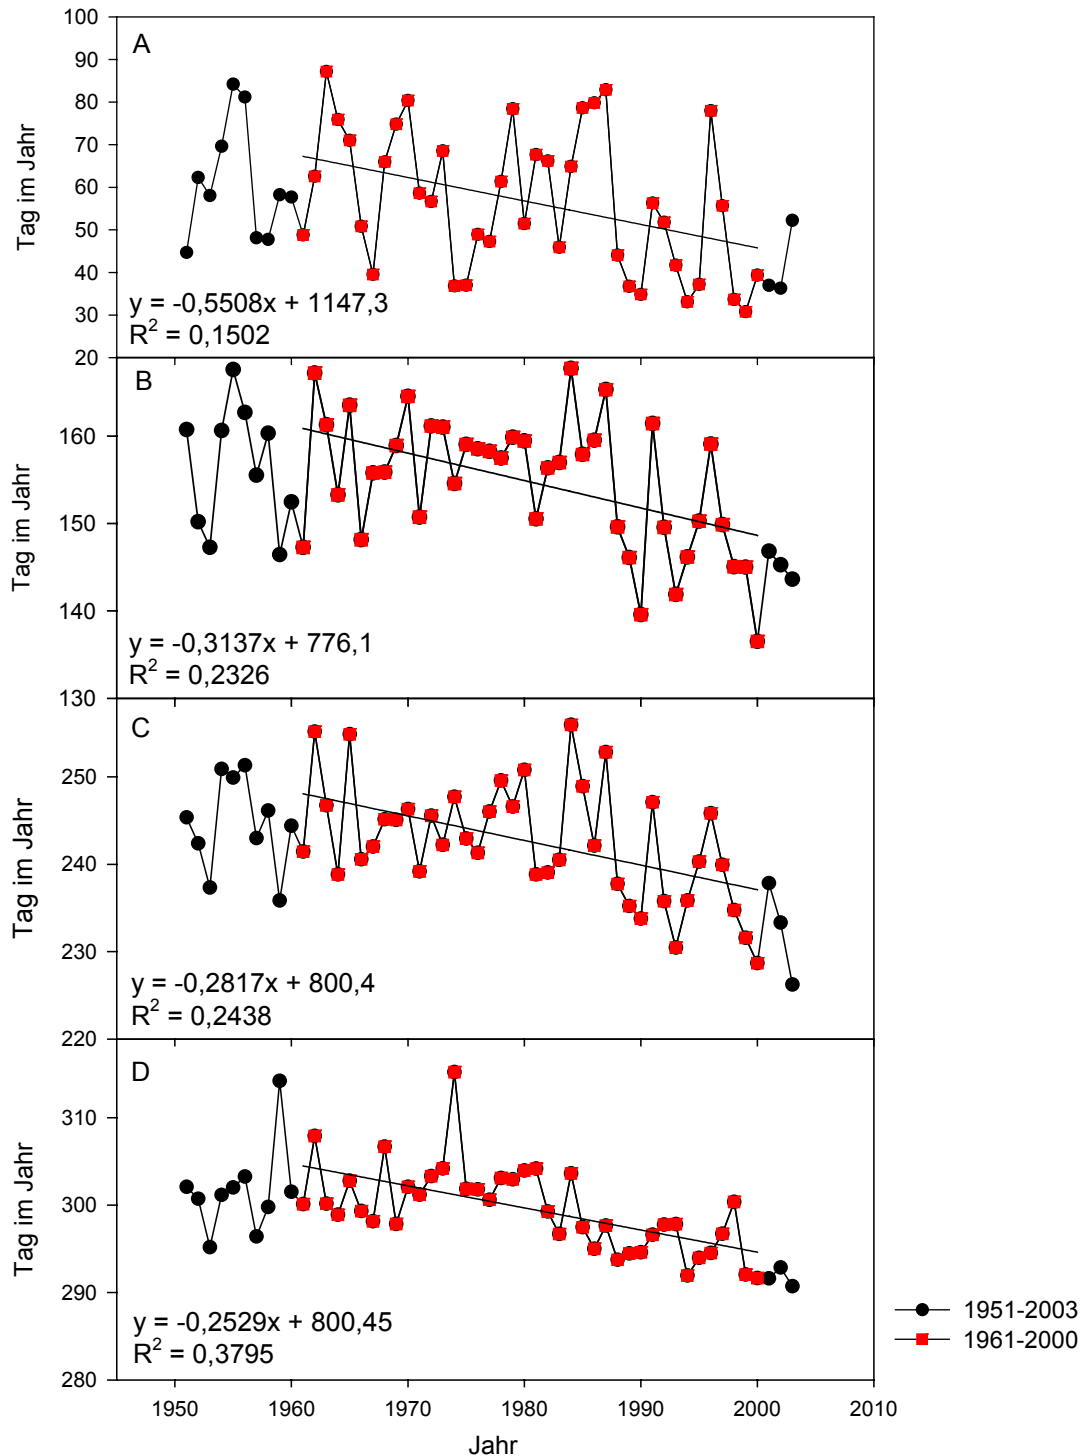 100
A
90
80
70
60
50
40
30
Tag im Jahr
y = -0,5508x + 1147,3
R² = 0,1502
20
B
160
150
140
Tag im Jahr
y = -0,3137x + 776,1
R² = 0,2326
130
C
250
240
230
Tag im Jahr
y = -0,2817x + 800,4
R² = 0,2438
220
D
310
300
290
Tag im Jahr
y = -0,2529x + 800,45
R² = 0,3795
280
1951-2003
1961-2000
1950 1960 1970 1980 1990 2000 2010
Jahr